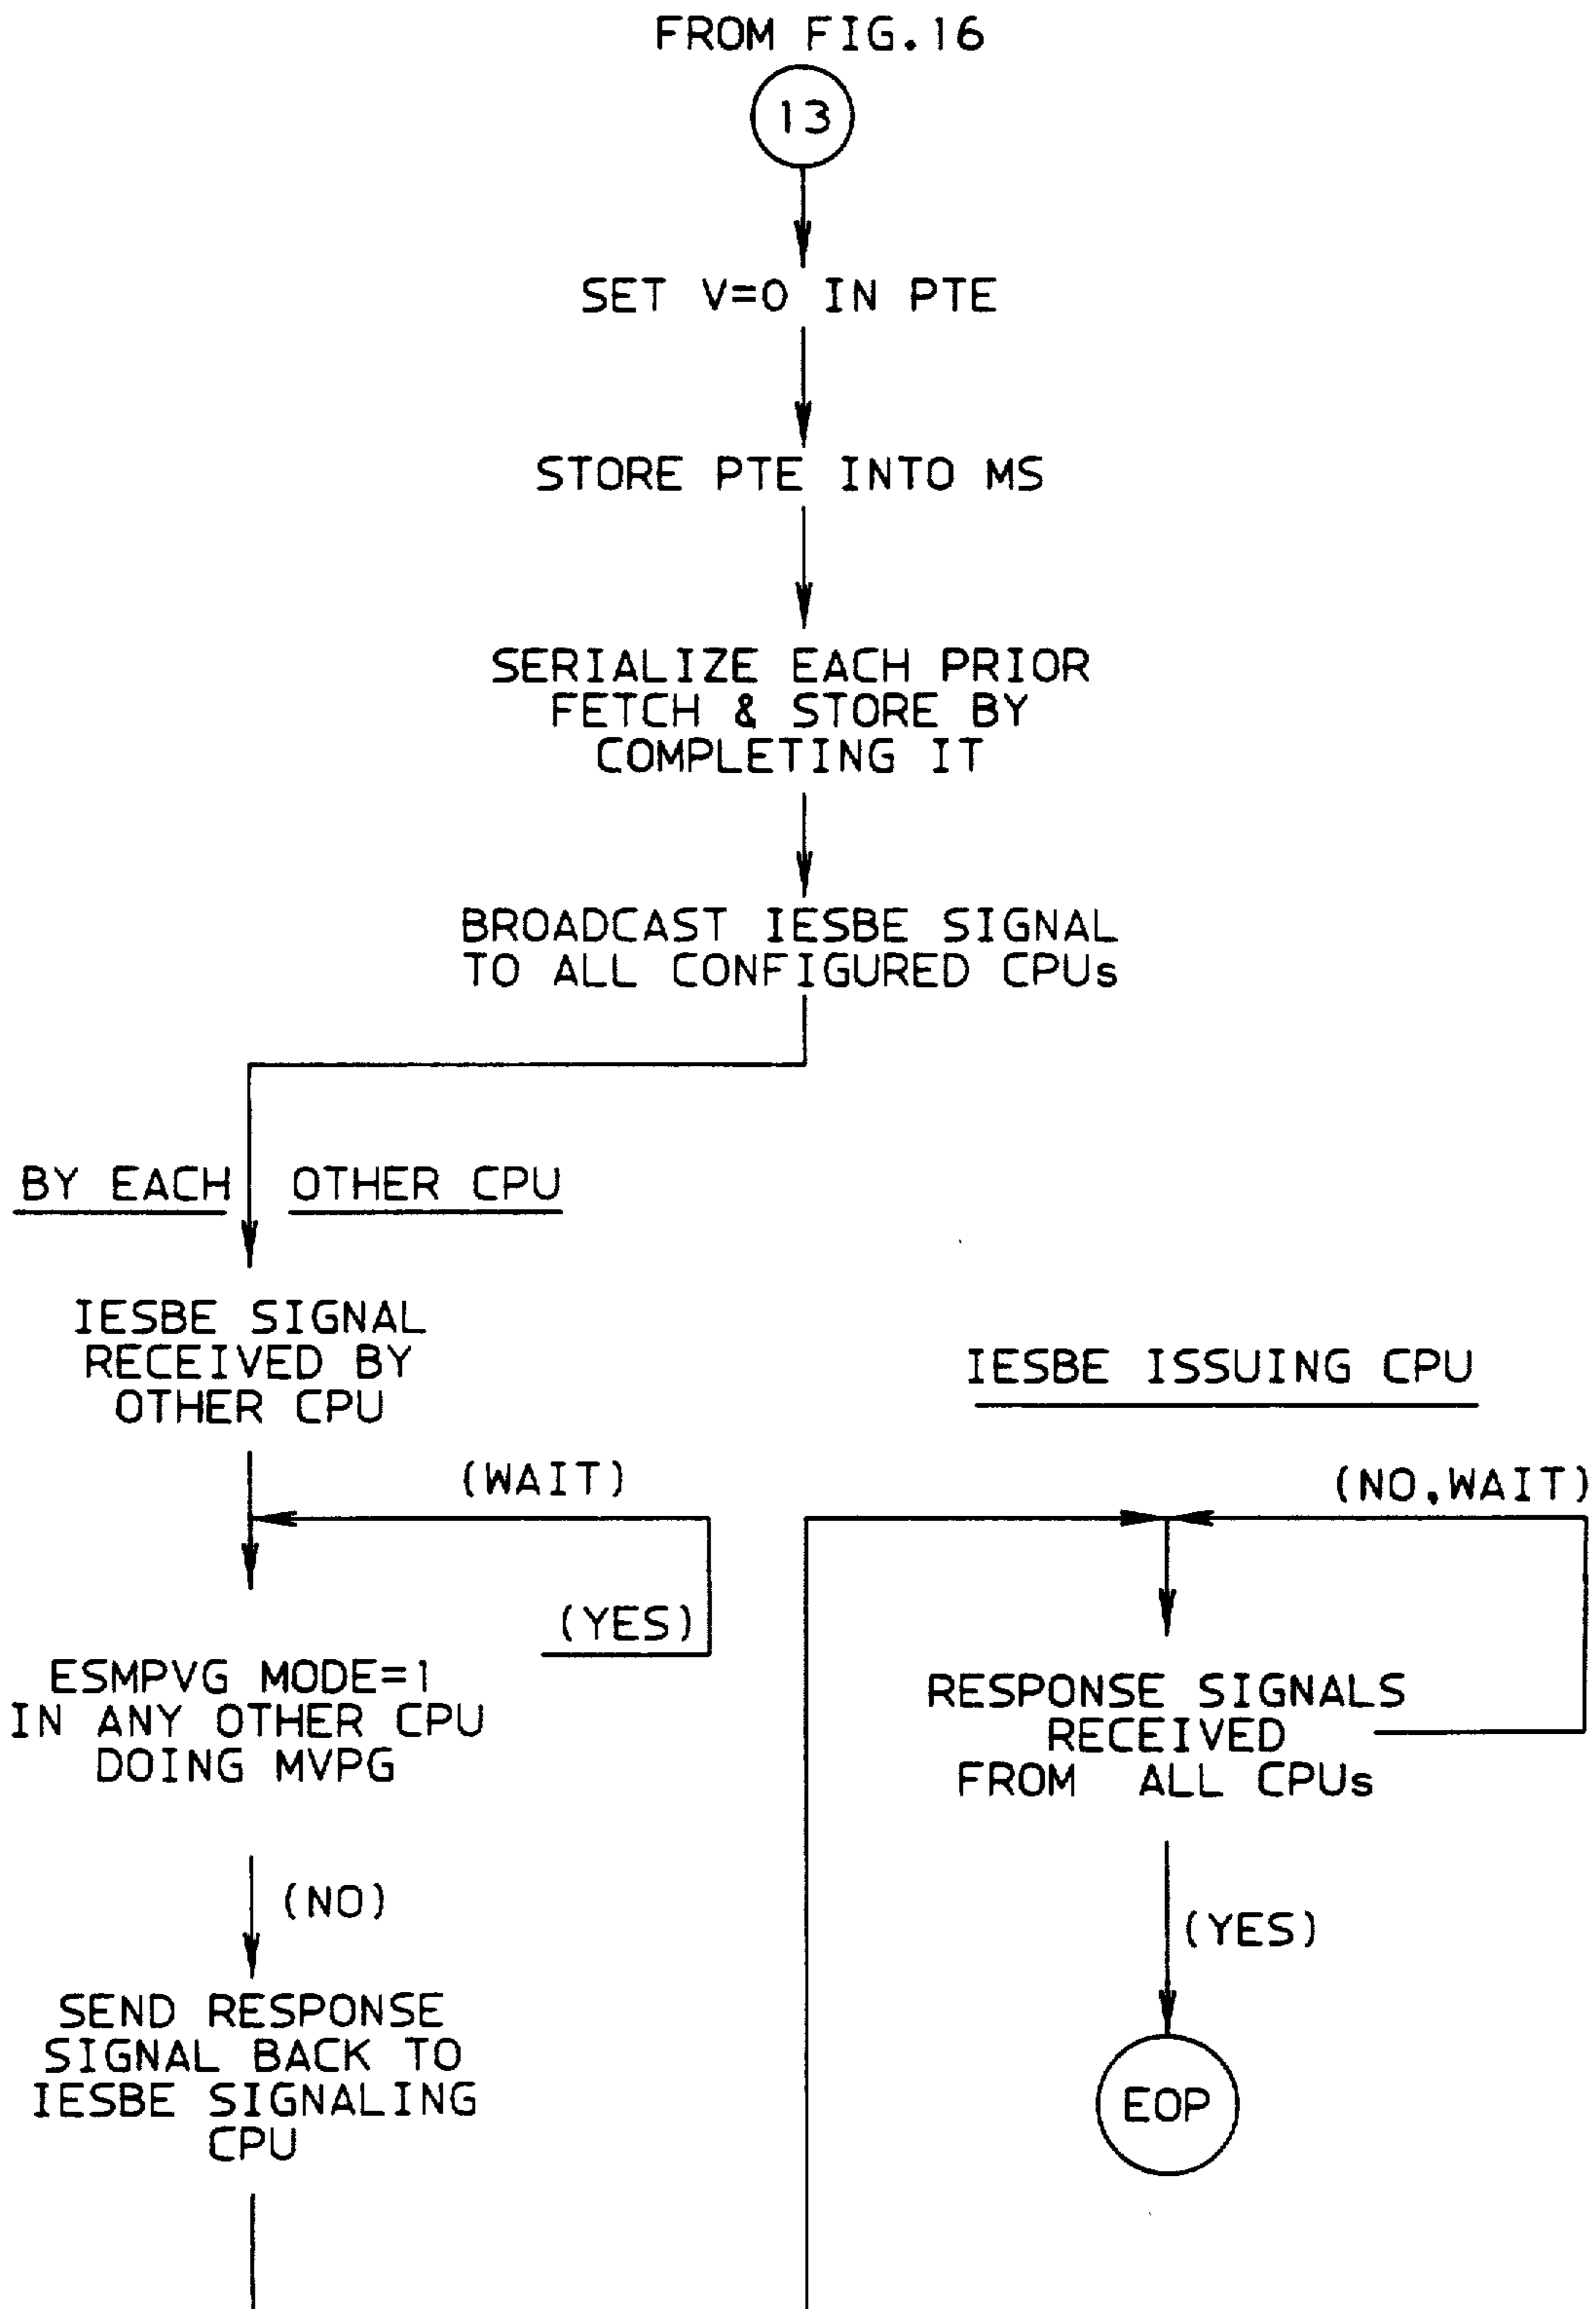 FROM FIG.16
13
SET V=0 IN PTE
STORE PTE INTO MS
SERIALIZE EACH PRIOR
FETCH & STORE BY
COMPLETING IT
BROADCAST IESBE SIGNAL
TO ALL CONFIGURED CPUs
BY EACH OTHER CPU
IESBE SIGNAL
RECEIVED BY
OTHER CPU
(WAIT)
(YES)
ESMPVG MODE=1
IN ANY OTHER CPU
DOING MVPG
(NO)
SEND RESPONSE
SIGNAL BACK TO
IESBE SIGNALING
CPU
IESBE ISSUING CPU
(NO,WAIT)
RESPONSE SIGNALS
RECEIVED
FROM ALL CPUs
(YES)
EOP